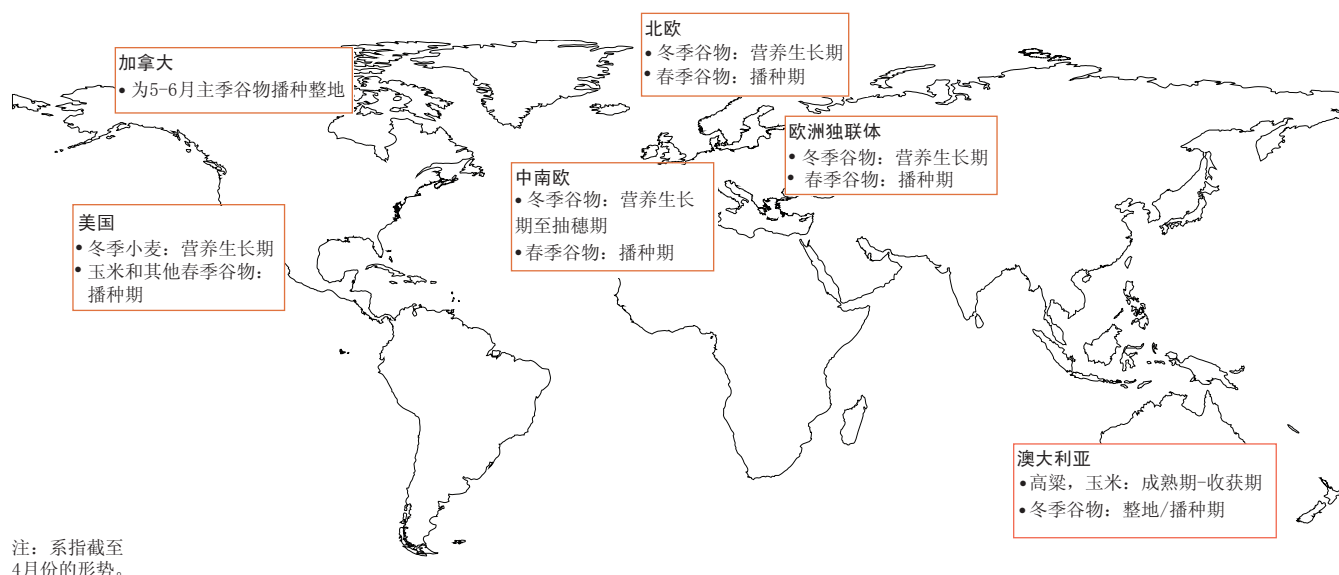 北欧
• 冬季谷物：营养生长期
• 春季谷物：播种期
加拿大
• 为5-6月主季谷物播种整地
欧洲独联体
• 冬季谷物：营养生长期
• 春季谷物：播种期
中南欧
• 冬季谷物：营养生长
期至抽穗期
• 春季谷物：播种期
美国
• 冬季小麦：营养生长期
• 玉米和其他春季谷物：
播种期
澳大利亚
• 高粱，玉米：成熟期-收获期
• 冬季谷物：整地/播种期
注：系指截至
4月份的形势。